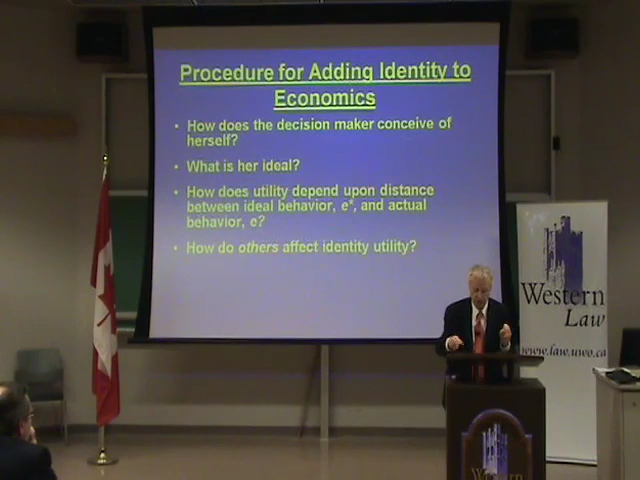 Procedure for Adding Identity to
Economics
• How does the decision maker conceive of
herself?
• What is her ideal?
• How does utility depend upon distance
between ideal behavior, e*, and actual
behavior, e?
• How do others affect identity utility?
Western
Law
www.law.uwo.ca
Western